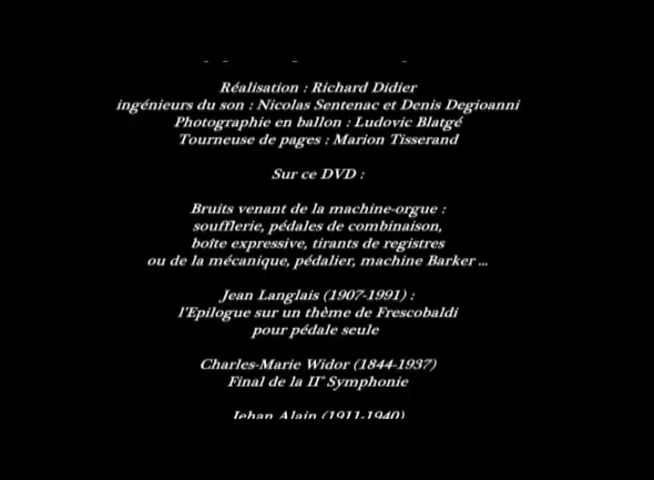 Réalisation : Richard Didier
ingénieurs du son : Nicolas Sentenac et Denis Degioanni
Photographie en ballon : Ludovic Blatgé
Tourneuse de pages : Marion Tisserand
Sur ce DVD :
Bruits venant de la machine-orgue :
soufflerie, pédales de combinaison,
boîte expressive, tirants de registres
ou de la mécanique, pédalier, machine Barker ...
Jean Langlais (1907-1991) :
l'Epilogue sur un thème de Frescobaldi
pour pédale seule
Charles-Marie Widor (1844-1937)
Final de la IIe Symphonie
Jehan Alain (1911-1940)